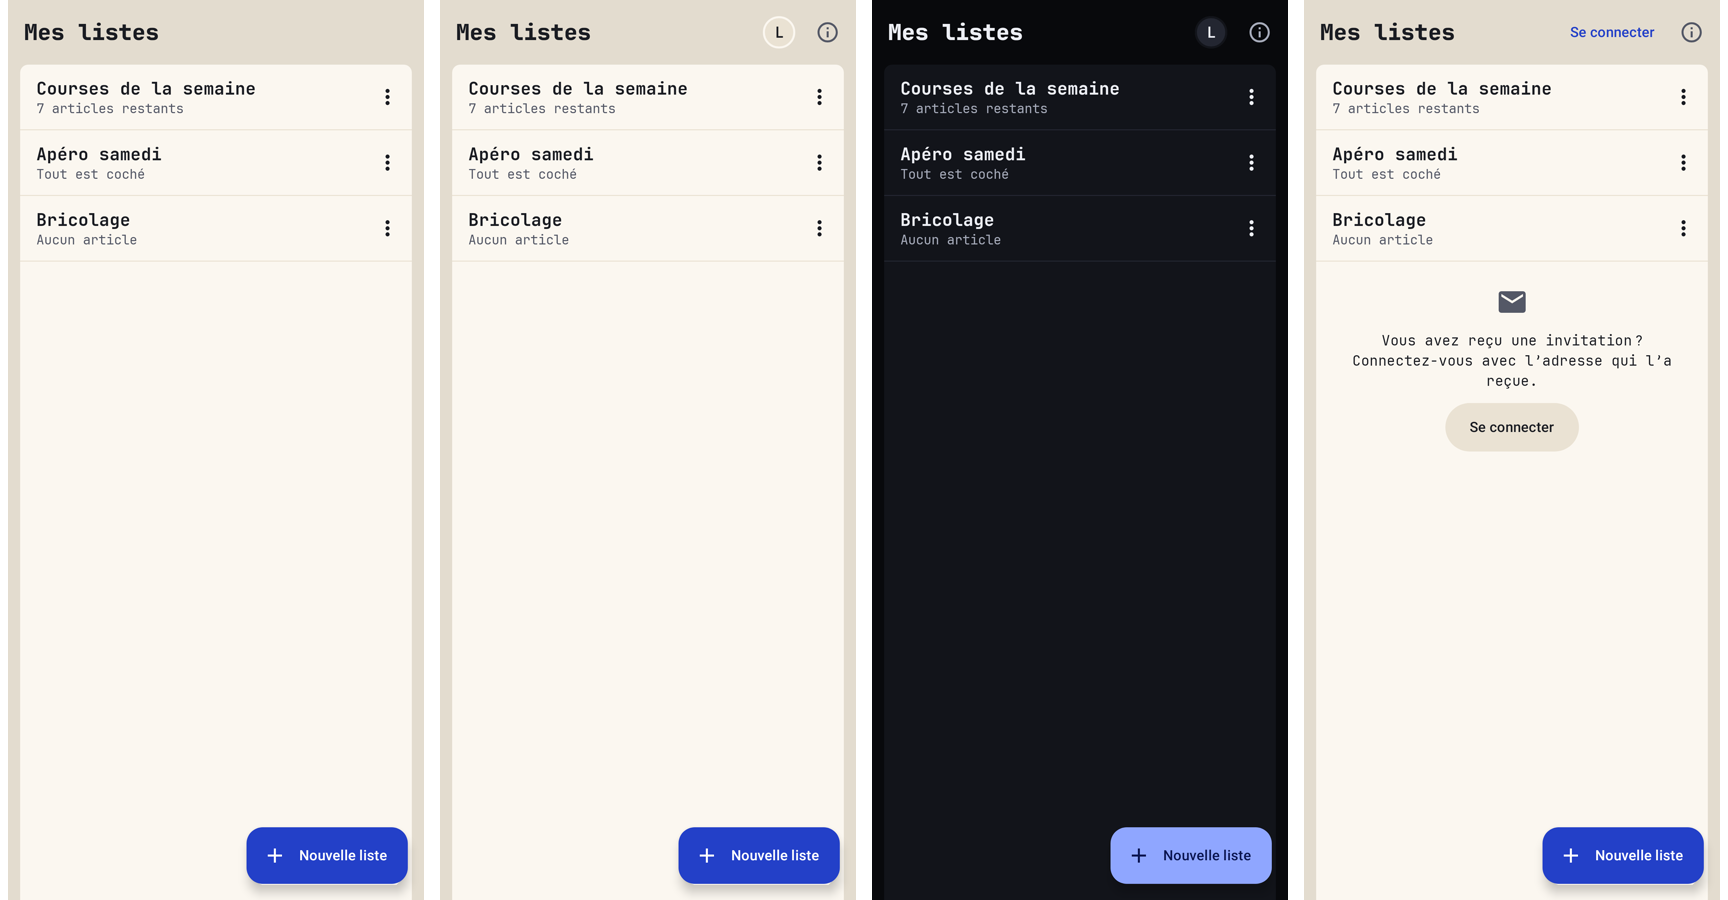 Mes listes
Courses de la semaine
7 articles restants
Apéro samedi
Tout est coché
Bricolage
Aucun article
Nouvelle liste
Mes listes
L
Courses de la semaine
7 articles restants
Apéro samedi
Tout est coché
Bricolage
Aucun article
Nouvelle liste
Mes listes
L
Courses de la semaine
7 articles restants
Apéro samedi
Tout est coché
Bricolage
Aucun article
Nouvelle liste
Mes listes
Se connecter
Courses de la semaine
7 articles restants
Apéro samedi
Tout est coché
Bricolage
Aucun article
Vous avez reçu une invitation ?
Connectez-vous avec l’adresse qui l’a
reçue.
Se connecter
Nouvelle liste